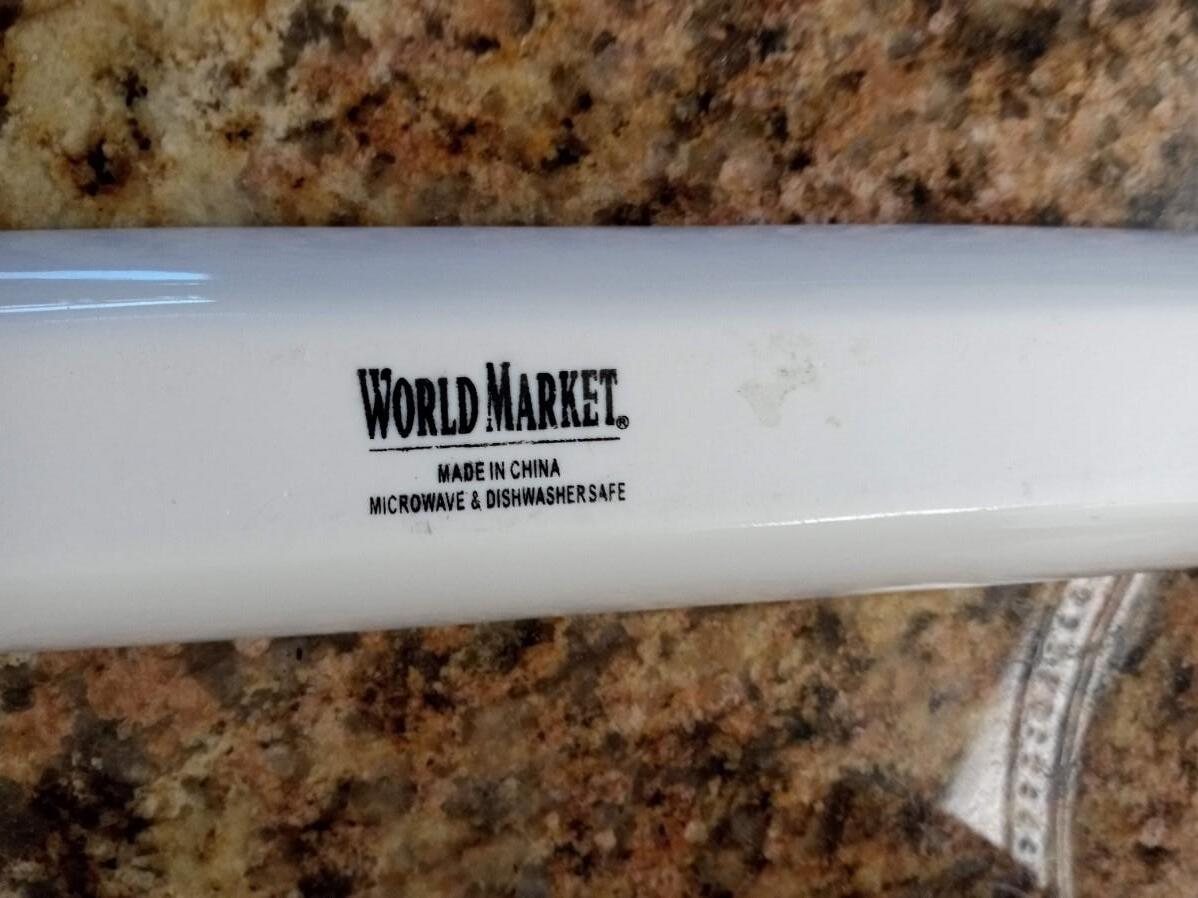 WORLD MARKET®
MADE IN CHINA
MICROWAVE & DISHWASHER SAFE